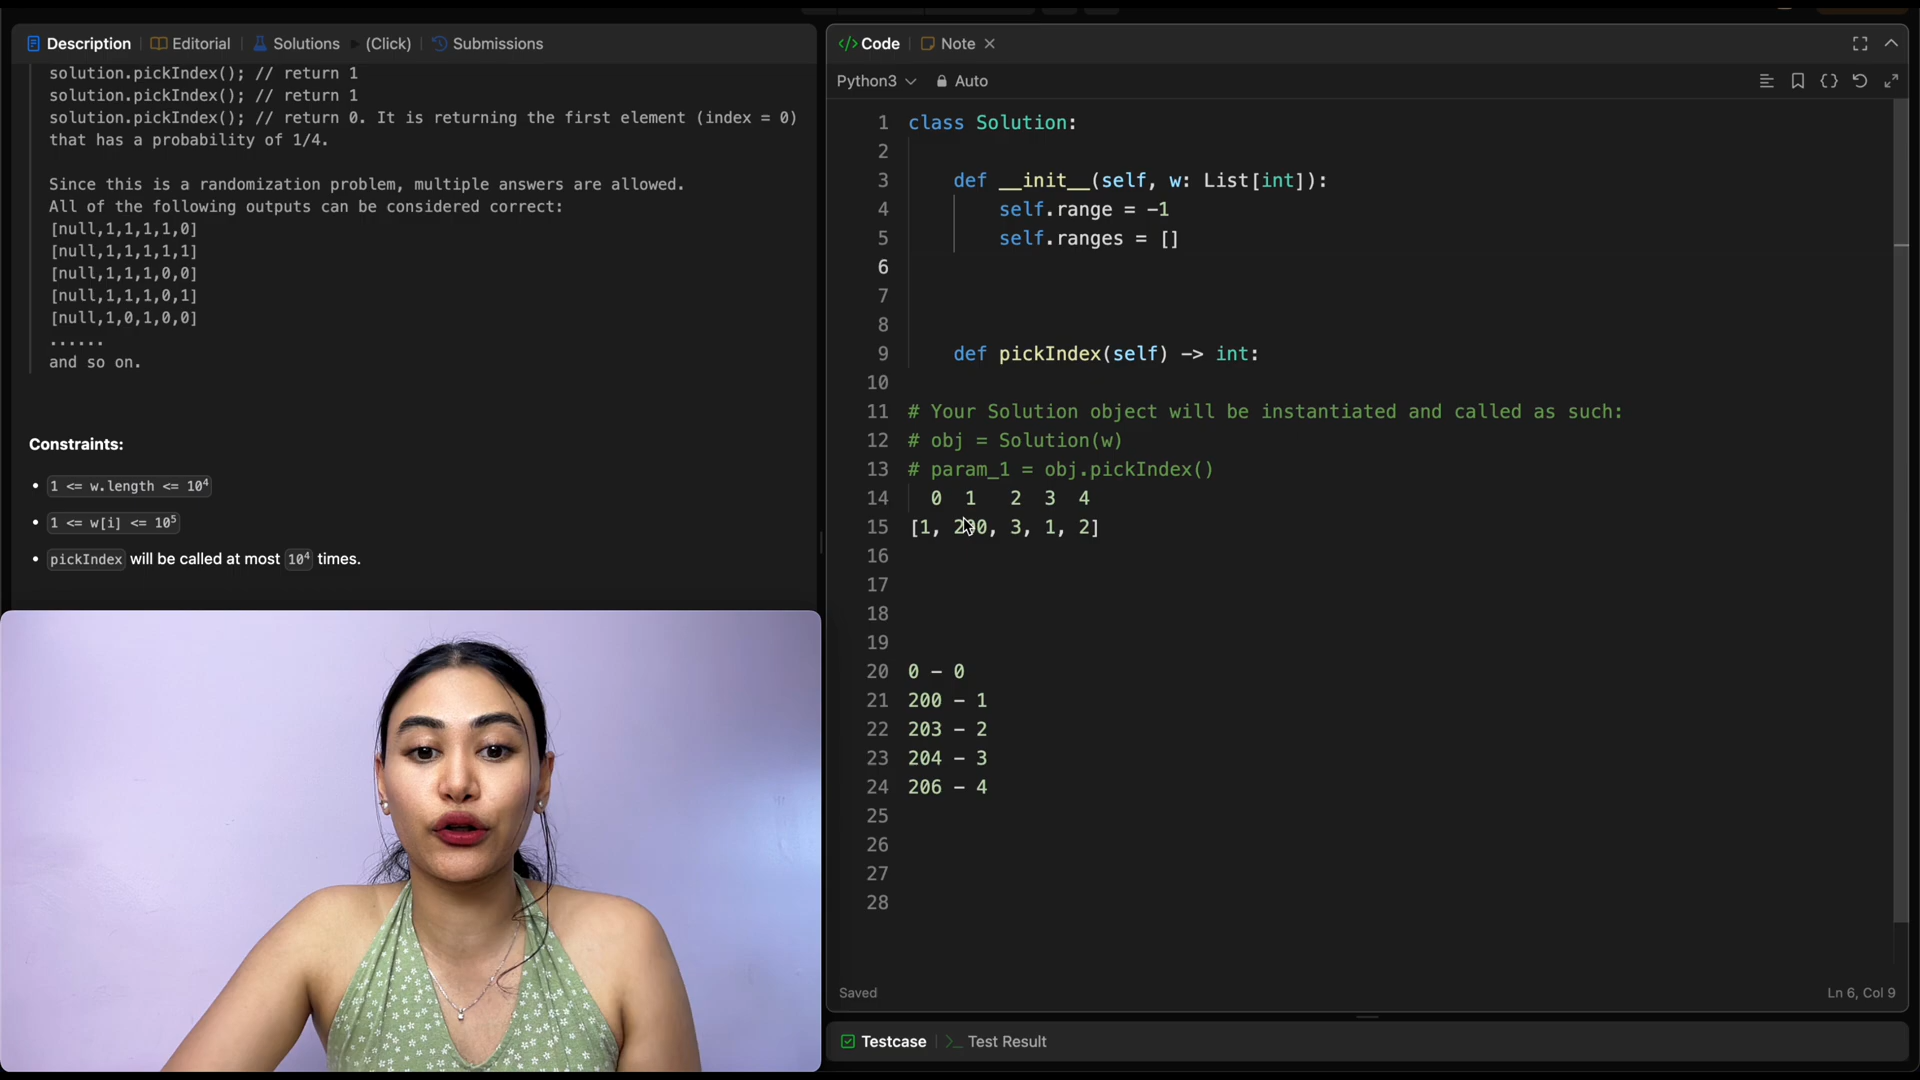 Description
Editorial
Solutions
(Click)
Submissions
solution.pickIndex(); // return 1
solution.pickIndex(); // return 1
solution.pickIndex(); // return 0. It is returning the first element (index = 0)
that has a probability of 1/4.
Since this is a randomization problem, multiple answers are allowed.
All of the following outputs can be considered correct:
[null,1,1,1,1,0]
[null,1,1,1,1,1]
[null,1,1,1,0,0]
[null,1,1,1,0,1]
[null,1,0,1,0,0]
......
and so on.
Constraints:
• 1 <= w.length <= 10⁴
• 1 <= w[i] <= 10⁵
• pickIndex will be called at most 10⁴ times.
Code
Note
Python3
Auto
1 class Solution:
2
3 def __init__(self, w: List[int]):
4 self.range = -1
5 self.ranges = []
6
7
8
9 def pickIndex(self) -> int:
10
11 # Your Solution object will be instantiated and called as such:
12 # obj = Solution(w)
13 # param_1 = obj.pickIndex()
14 0 1 2 3 4
15 [1, 200, 3, 1, 2]
16
17
18
19
20 0 - 0
21 200 - 1
22 203 - 2
23 204 - 3
24 206 - 4
25
26
27
28
Saved
Ln 6, Col 9
Testcase
Test Result